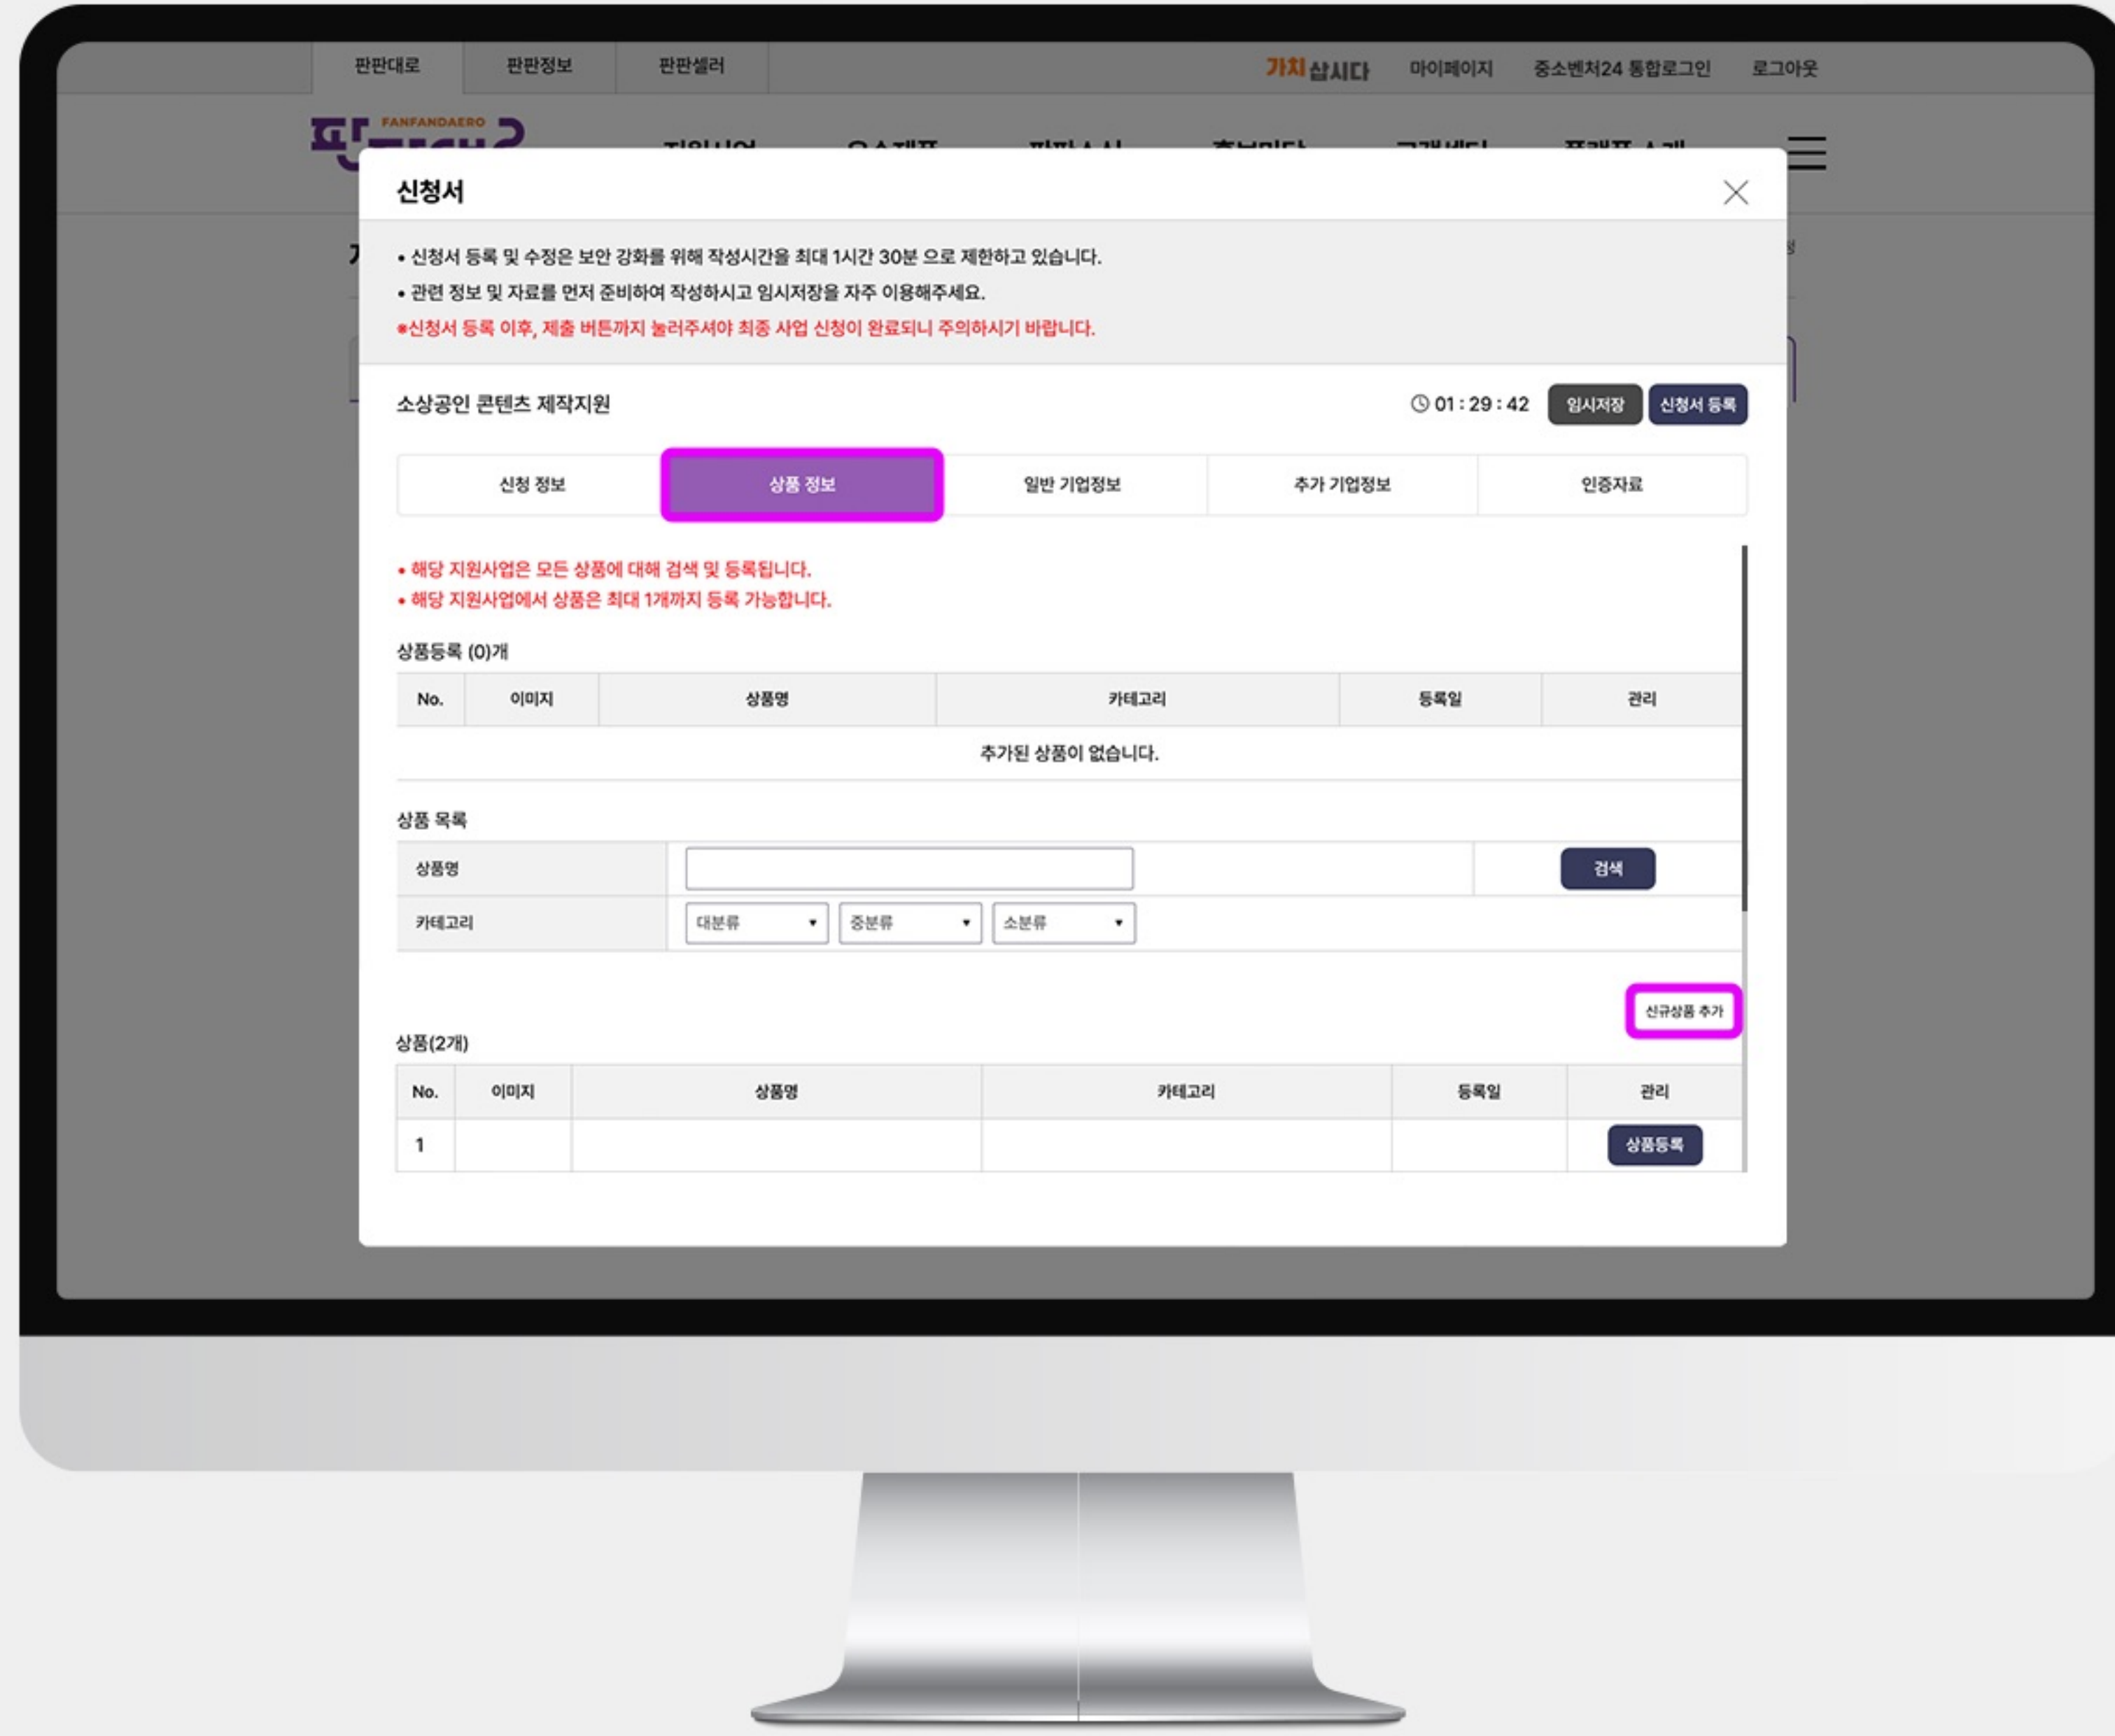 판판대로 판판정보 판판셀러 가치삽시다 마이페이지 중소벤처24 통합로그인 로그아웃
FANFANDAERO
신청서
• 신청서 등록 및 수정은 보안 강화를 위해 작성시간을 최대 1시간 30분 으로 제한하고 있습니다.
• 관련 정보 및 자료를 먼저 준비하여 작성하시고 임시저장을 자주 이용해주세요.
※신청서 등록 이후, 제출 버튼까지 눌러주셔야 최종 사업 신청이 완료되니 주의하시기 바랍니다.
소상공인 콘텐츠 제작지원 01 : 29 : 42 임시저장 신청서 등록
신청 정보 상품 정보 일반 기업정보 추가 기업정보 인증자료
• 해당 지원사업은 모든 상품에 대해 검색 및 등록됩니다.
• 해당 지원사업에서 상품은 최대 1개까지 등록 가능합니다.
상품등록 (0)개
No. 이미지 상품명 카테고리 등록일 관리
추가된 상품이 없습니다.
상품 목록
상품명 검색
카테고리 대분류 중분류 소분류
신규상품 추가
상품(2개)
No. 이미지 상품명 카테고리 등록일 관리
1 상품등록